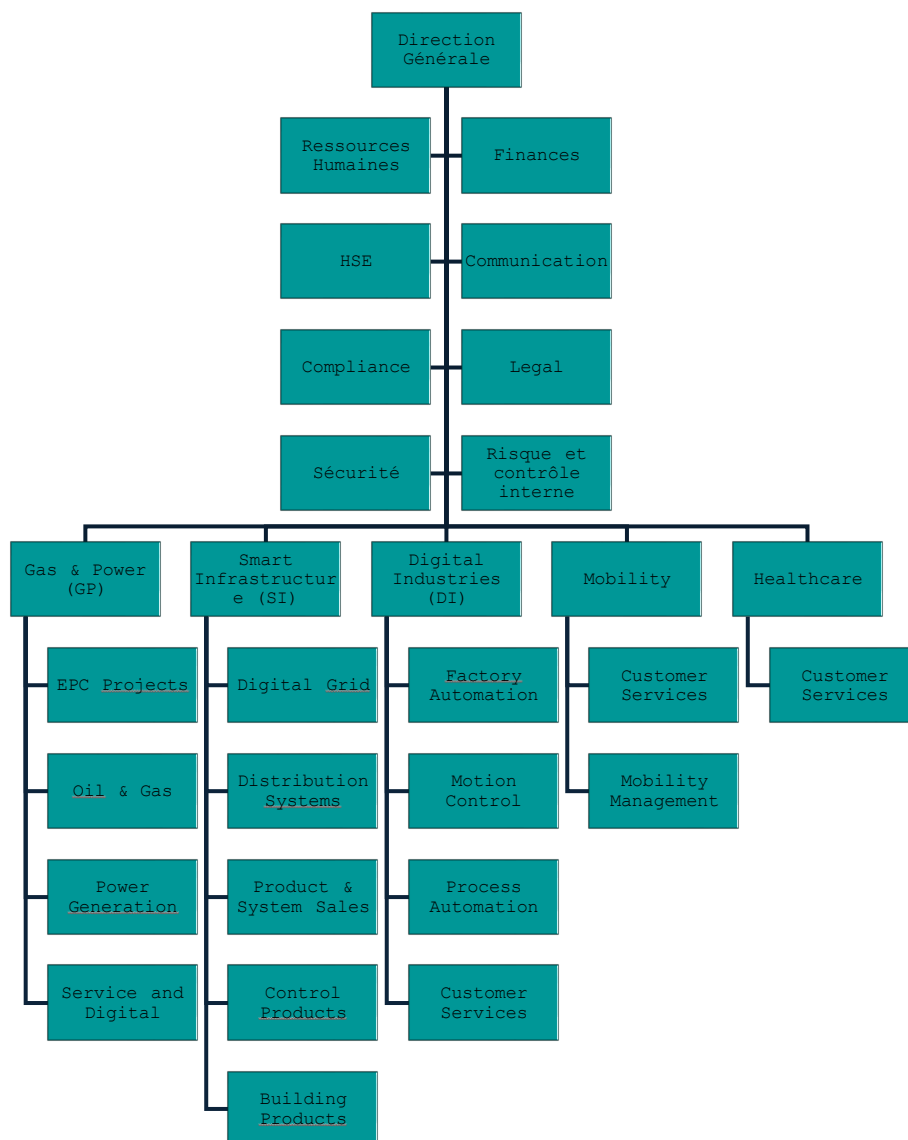 Direction
Générale
Ressources
Humaines
Finances
HSE
Communication
Compliance
Legal
Sécurité
Risque et
contrôle
interne
Gas & Power
(GP)
Smart
Infrastructur
e (SI)
Digital
Industries
(DI)
Mobility
Healthcare
EPC Projects
Digital Grid
Factory
Automation
Customer
Services
Customer
Services
Oil & Gas
Distribution
Systems
Motion
Control
Mobility
Management
Power
Generation
Product &
System Sales
Process
Automation
Service and
Digital
Control
Products
Customer
Services
Building
Products